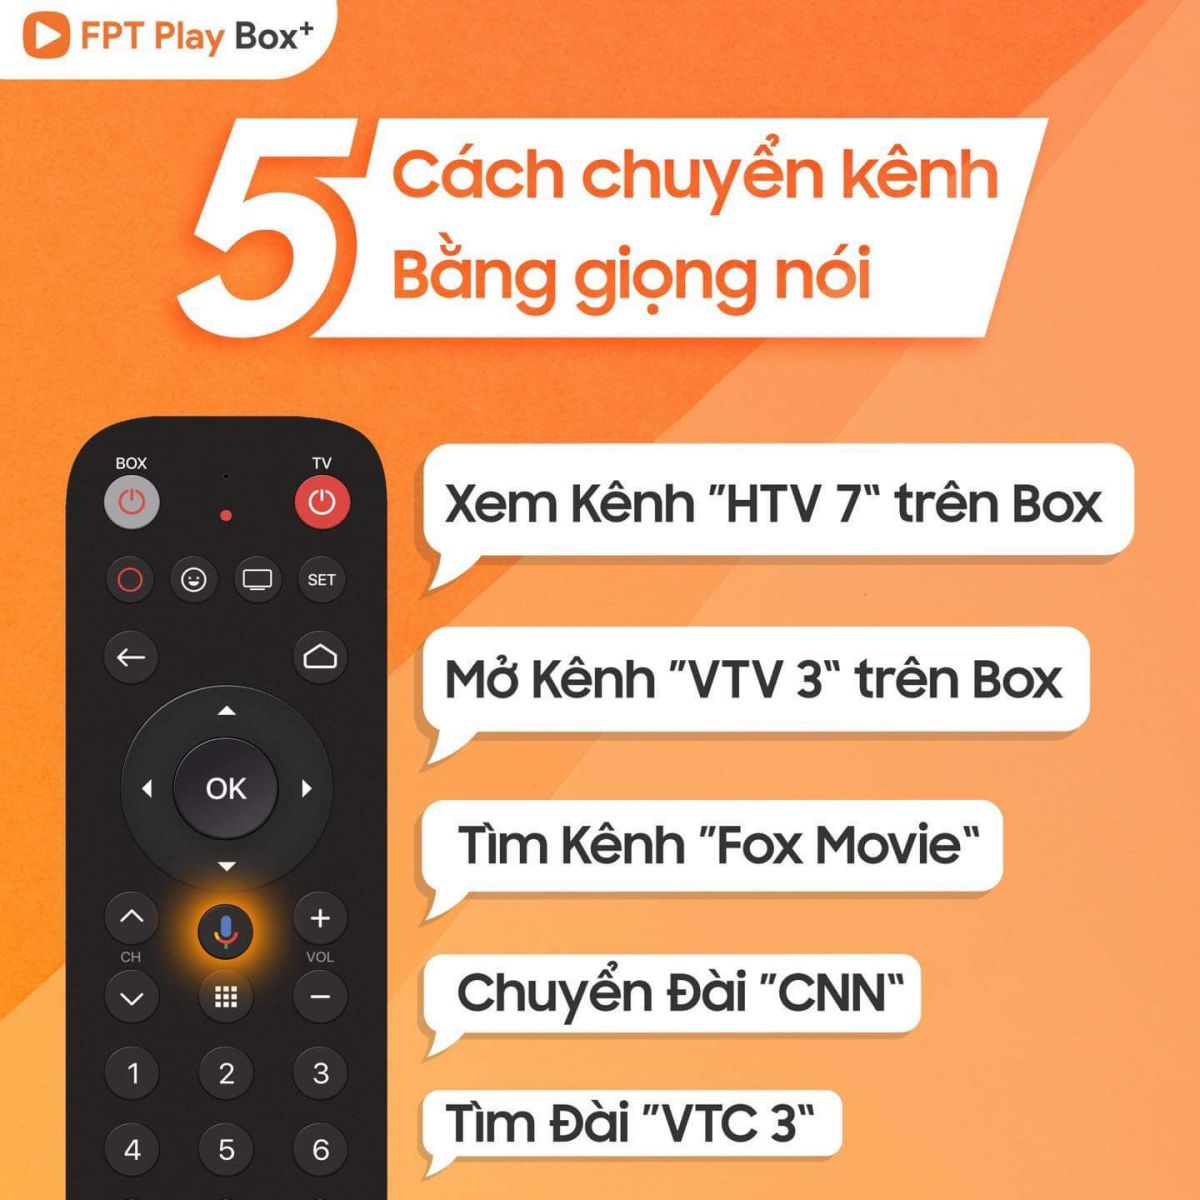 FPT Play Box+
5
Cách chuyển kênh
Bằng giọng nói
BOX
TV
SET
OK
CH
VOL
1 2 3
4 5 6
Xem Kênh "HTV 7" trên Box
Mở Kênh "VTV 3" trên Box
Tìm Kênh "Fox Movie"
Chuyển Đài "CNN"
Tìm Đài "VTC 3"